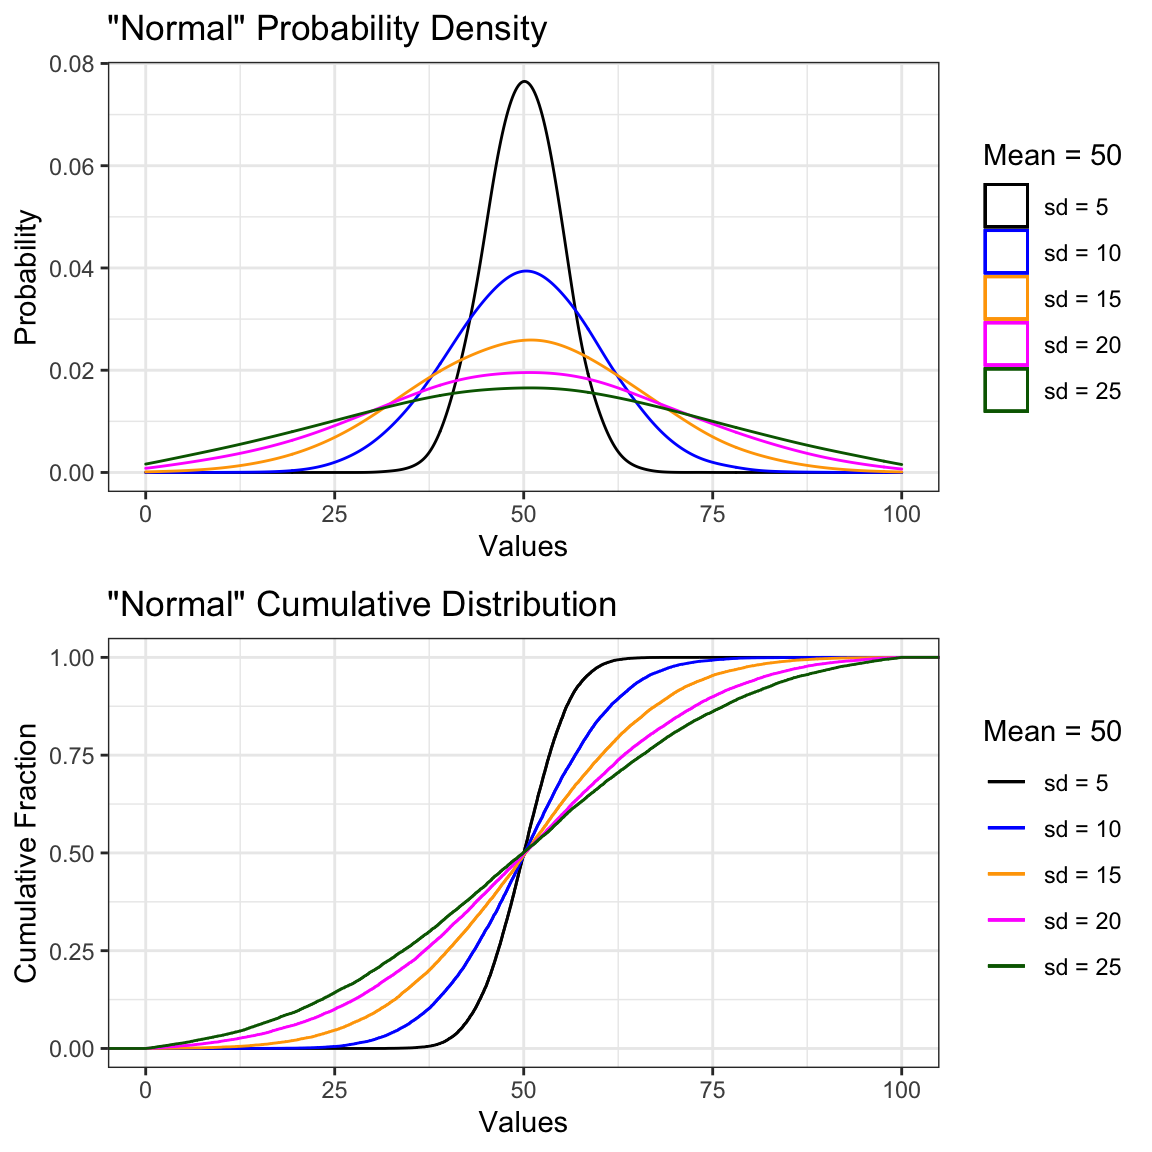 "Normal" Probability Density
0.08
0.06
0.04
0.02
0.00
Probability
0
25
50
75
100
Values
Mean = 50
sd = 5
sd = 10
sd = 15
sd = 20
sd = 25
"Normal" Cumulative Distribution
1.00
0.75
0.50
0.25
0.00
Cumulative Fraction
0
25
50
75
100
Values
Mean = 50
sd = 5
sd = 10
sd = 15
sd = 20
sd = 25